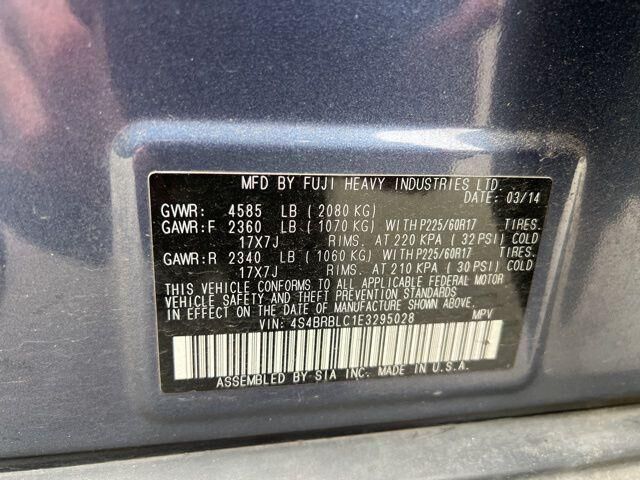 MFD BY FUJI HEAVY INDUSTRIES LTD.
DATE: 03/14
GVWR: 4585 LB ( 2080 KG)
GAWR:F 2360 LB ( 1070 KG) WITH P225/60R17 TIRES.
17X7J RIMS. AT 220 KPA ( 32 PSI) COLD
GAWR:R 2340 LB ( 1060 KG) WITH P225/60R17 TIRES.
17X7J RIMS. AT 210 KPA ( 30 PSI) COLD
THIS VEHICLE CONFORMS TO ALL APPLICABLE FEDERAL MOTOR
VEHICLE SAFETY AND THEFT PREVENTION STANDARDS
IN EFFECT ON THE DATE OF MANUFACTURE SHOWN ABOVE.
VIN: 4S4BRBLC1E3295028 MPV
ASSEMBLED BY SIA INC. MADE IN U.S.A.